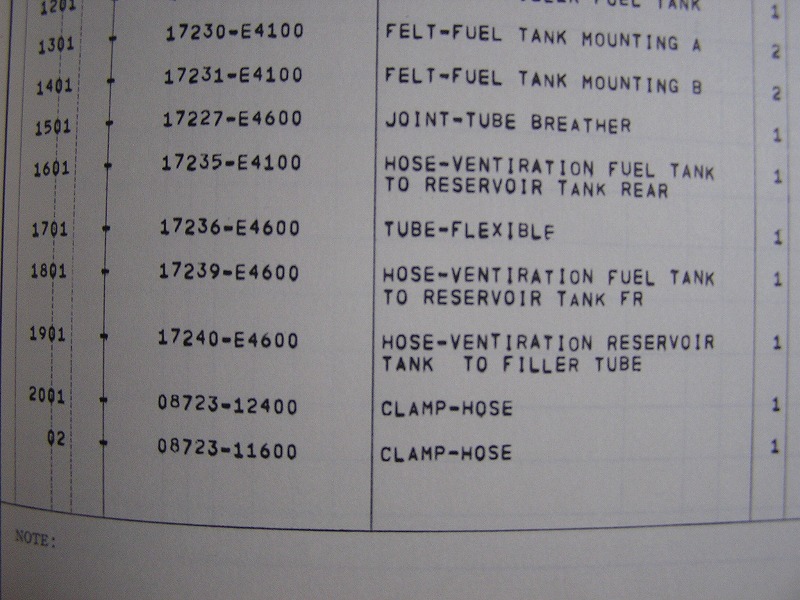 1201 FUEL TANK 1
1301 17230-E4100 FELT-FUEL TANK MOUNTING A 2
1401 17231-E4100 FELT-FUEL TANK MOUNTING B 2
1501 17227-E4600 JOINT-TUBE BREATHER 1
1601 17235-E4100 HOSE-VENTIRATION FUEL TANK 1
TO RESERVOIR TANK REAR
1701 17236-E4600 TUBE-FLEXIBLE 1
1801 17239-E4600 HOSE-VENTIRATION FUEL TANK 1
TO RESERVOIR TANK FR
1901 17240-E4600 HOSE-VENTIRATION RESERVOIR 1
TANK TO FILLER TUBE
2001 08723-12400 CLAMP-HOSE 1
02 08723-11600 CLAMP-HOSE 1
NOTE: